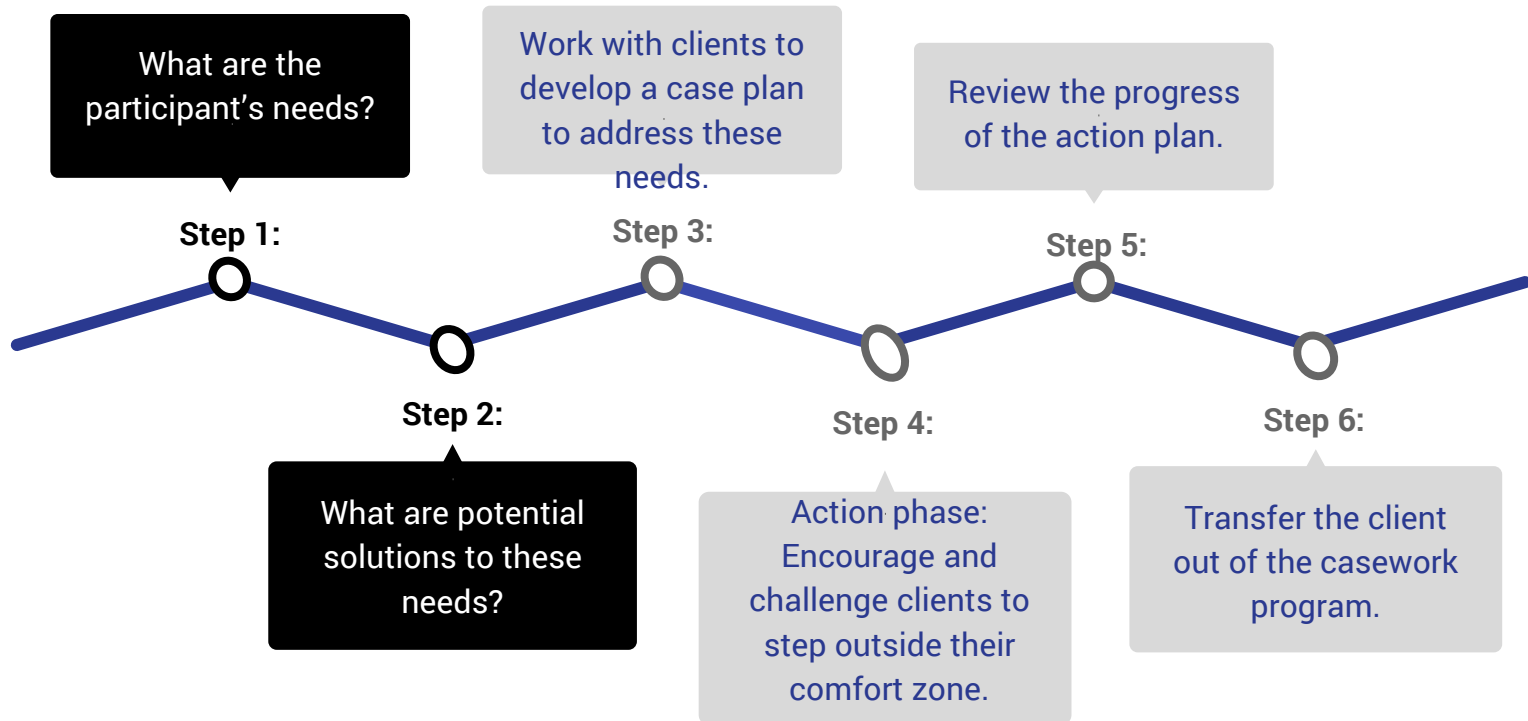 What are the
participant's needs?
Step 1:
Step 2:
What are potential
solutions to these
needs?
Work with clients to
develop a case plan
to address these
needs.
Step 3:
Step 4:
Action phase:
Encourage and
challenge clients to
step outside their
comfort zone.
Review the progress
of the action plan.
Step 5:
Step 6:
Transfer the client
out of the casework
program.